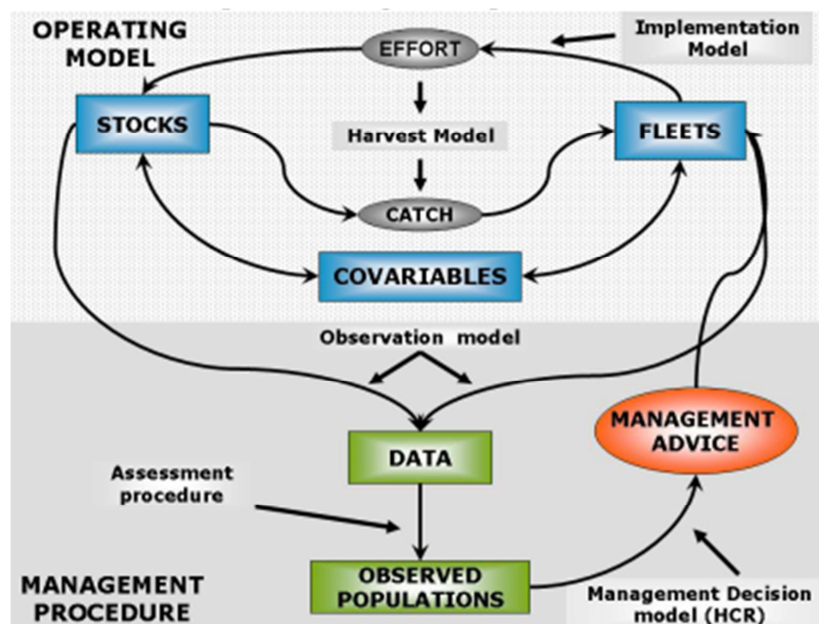 OPERATING
MODEL
EFFORT
Implementation
Model
STOCKS
Harvest Model
FLEETS
CATCH
COVARIABLES
Observation model
MANAGEMENT
ADVICE
DATA
Assessment
procedure
OBSERVED
POPULATIONS
MANAGEMENT
PROCEDURE
Management Decision
model (HCR)